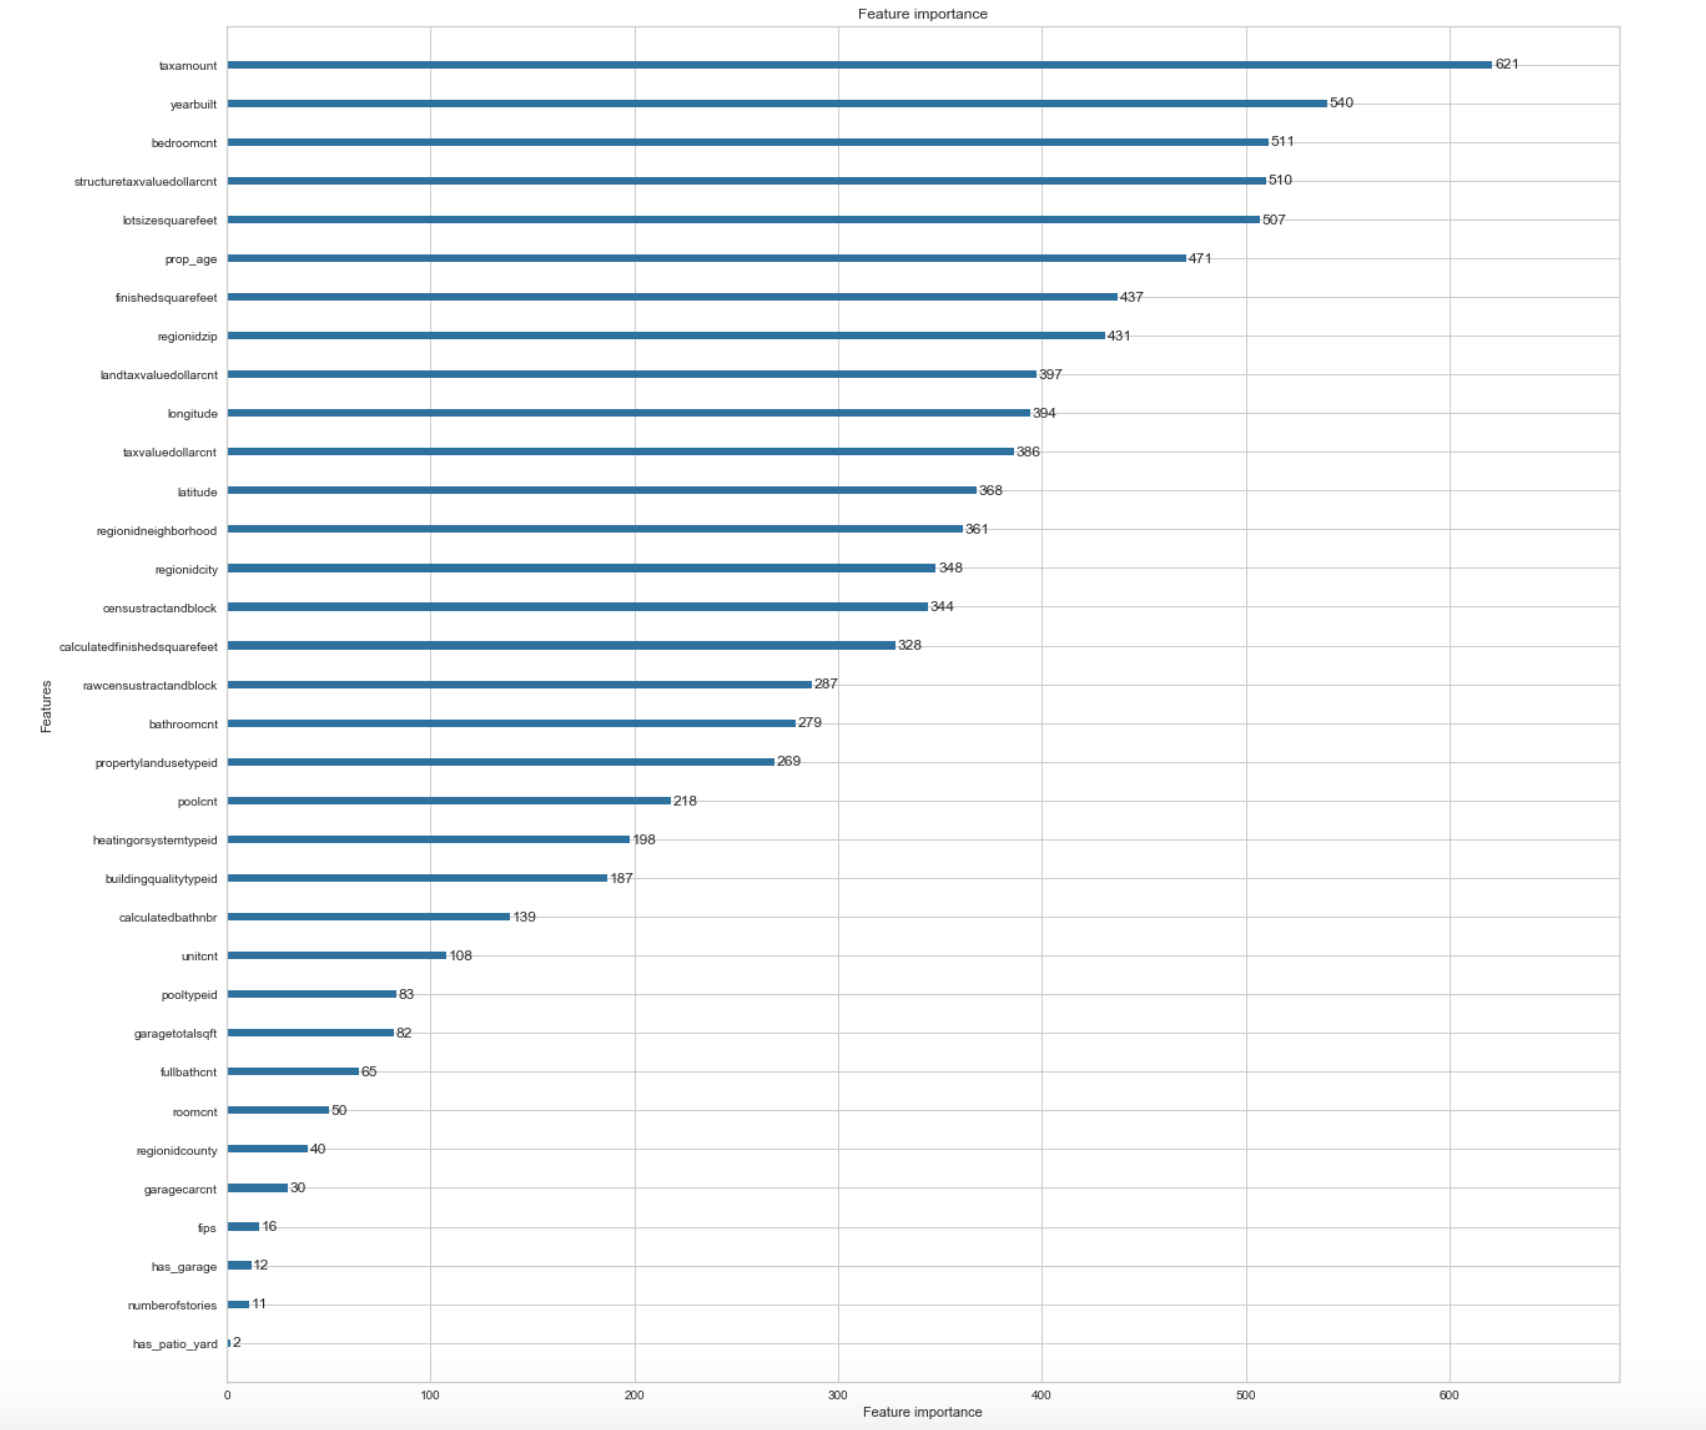 Feature importance
taxamount 621
yearbuilt 540
bedroomcnt 511
structuretaxvaluedollarcnt 510
lotsizesquarefeet 507
prop_age 471
finishedsquarefeet 437
regionidzip 431
landtaxvaluedollarcnt 397
longitude 394
taxvaluedollarcnt 386
latitude 368
regionidneighborhood 361
regionidcity 348
censustractandblock 344
calculatedfinishedsquarefeet 328
rawcensustractandblock 287
bathroomcnt 279
propertylandusetypeid 269
poolcnt 218
heatingorsystemtypeid 198
buildingqualitytypeid 187
calculatedbathnbr 139
unitcnt 108
pooltypeid 83
garagetotalsqft 82
fullbathcnt 65
roomcnt 50
regionidcounty 40
garagecarcnt 30
fips 16
has_garage 12
numberofstories 11
has_patio_yard 2
Features
0 100 200 300 400 500 600
Feature importance